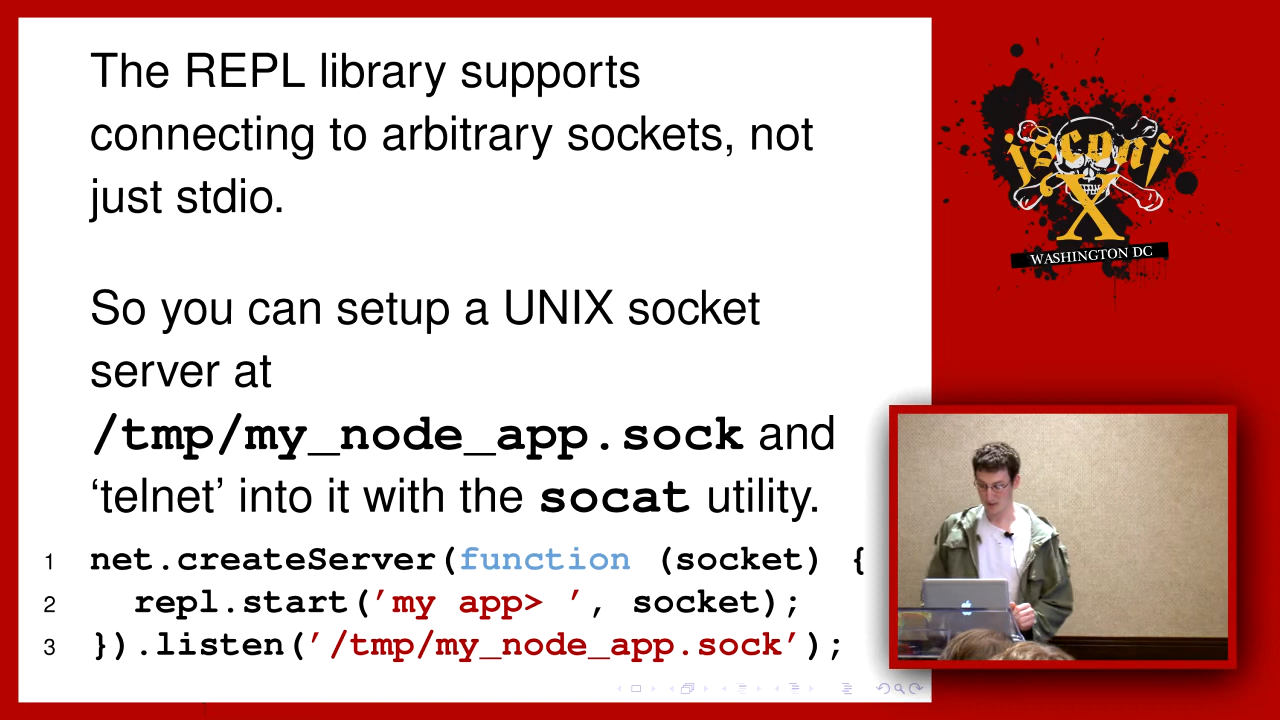 The REPL library supports
connecting to arbitrary sockets, not
just stdio.
So you can setup a UNIX socket
server at
/tmp/my_node_app.sock and
‘telnet’ into it with the socat utility.
1 net.createServer(function (socket) {
2 repl.start(’my app> ’, socket);
3 }).listen(’/tmp/my_node_app.sock’);
jsconf
X
WASHINGTON DC